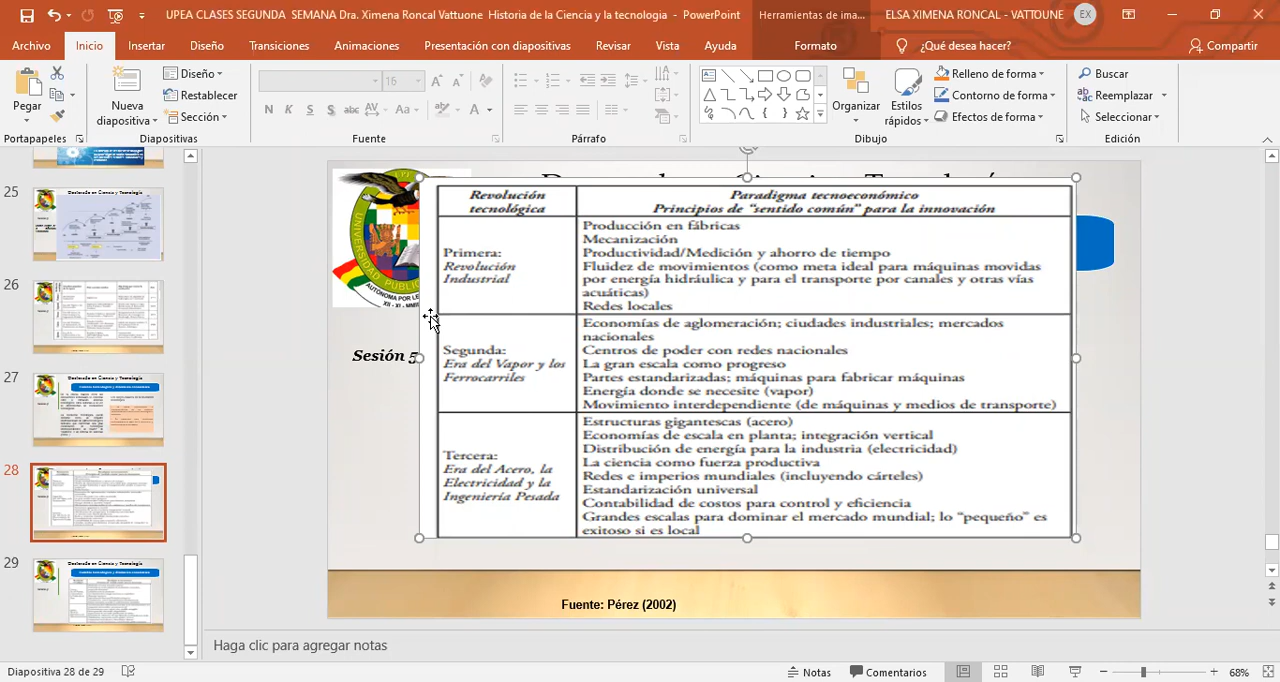 UPEA CLASES SEGUNDA SEMANA Dra. Ximena Roncal Vattuone Historia de la Ciencia y la tecnologia - PowerPoint
Herramientas de ima...
ELSA XIMENA RONCAL - VATTOUNE
EX
Archivo
Inicio
Insertar
Diseño
Transiciones
Animaciones
Presentación con diapositivas
Revisar
Vista
Ayuda
Formato
¿Qué desea hacer?
Compartir
Pegar
Nueva
diapositiva
Diseño
Restablecer
Sección
16
N K S S abc AV Aa
A
Organizar
Estilos
rápidos
Relleno de forma
Contorno de forma
Efectos de forma
Buscar
Reemplazar
Seleccionar
Portapapeles
Diapositivas
Fuente
Párrafo
Dibujo
Edición
25
26
27
28
29
AUTONOMA POR LE
XII - XI - MM
Sesión 5
Revolución
tecnológica
Paradigma tecnoeconómico
Principios de “sentido común” para la innovación
Primera:
Revolución
Industrial
Producción en fábricas
Mecanización
Productividad/Medición y ahorro de tiempo
Fluidez de movimientos (como meta ideal para máquinas movidas
por energía hidráulica y para el transporte por canales y otras vías
acuáticas)
Redes locales
Segunda:
Era del Vapor y los
Ferrocarriles
Economías de aglomeración; ciudades industriales; mercados
nacionales
Centros de poder con redes nacionales
La gran escala como progreso
Partes estandarizadas; máquinas para fabricar máquinas
Energía donde se necesite (vapor)
Movimiento interdependiente (de máquinas y medios de transporte)
Tercera:
Era del Acero, la
Electricidad y la
Ingeniería Pesda
Estructuras gigantescas (acero)
Economías de escala en planta; integración vertical
Distribución de energía para la industria (electricidad)
La ciencia como fuerza productiva
Redes e imperios mundiales (incluyendo cárteles)
Estandarización universal
Contabilidad de costos para control y eficiencia
Grandes escalas para dominar el mercado mundial; lo “pequeño” es
exitoso si es local
Fuente: Pérez (2002)
Haga clic para agregar notas
Diapositiva 28 de 29
Notas
Comentarios
68%